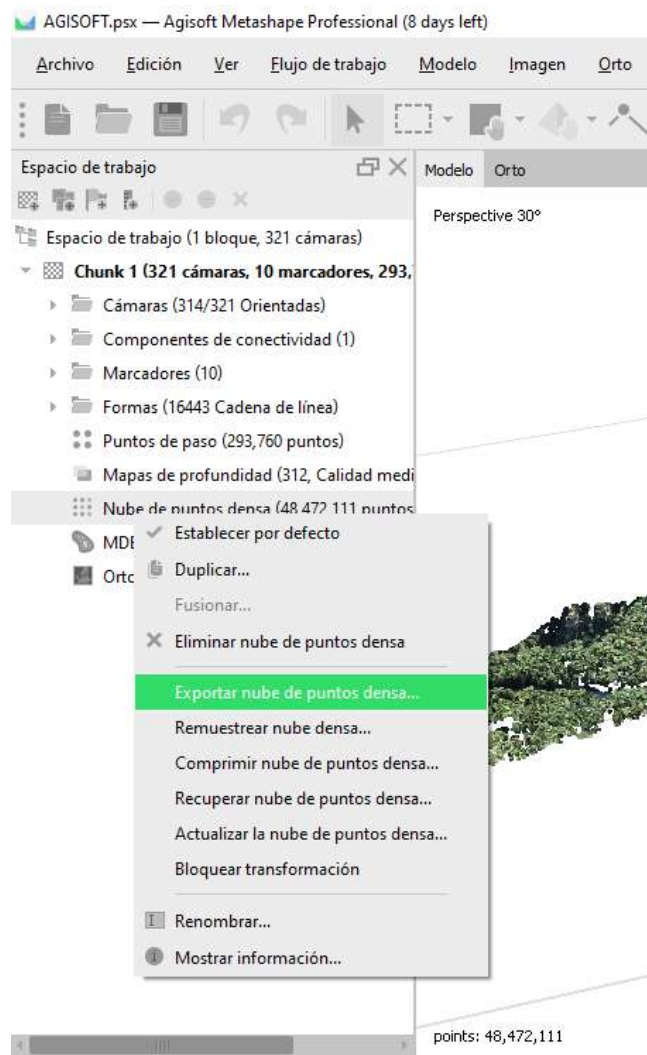 AGISOFT.psx — Agisoft Metashape Professional (8 days left)
Archivo Edición Ver Flujo de trabajo Modelo Imagen Orto
Espacio de trabajo
Modelo Orto
Perspective 30°
Espacio de trabajo (1 bloque, 321 cámaras)
Chunk 1 (321 cámaras, 10 marcadores, 293,
Cámaras (314/321 Orientadas)
Componentes de conectividad (1)
Marcadores (10)
Formas (16443 Cadena de línea)
Puntos de paso (293,760 puntos)
Mapas de profundidad (312, Calidad medi
Nube de puntos densa (48,472,111 puntos
MDE
Orto
Establecer por defecto
Duplicar...
Fusionar...
Eliminar nube de puntos densa
Exportar nube de puntos densa...
Remuestrear nube densa...
Comprimir nube de puntos densa...
Recuperar nube de puntos densa...
Actualizar la nube de puntos densa...
Bloquear transformación
Renombrar...
Mostrar información...
points: 48,472,111